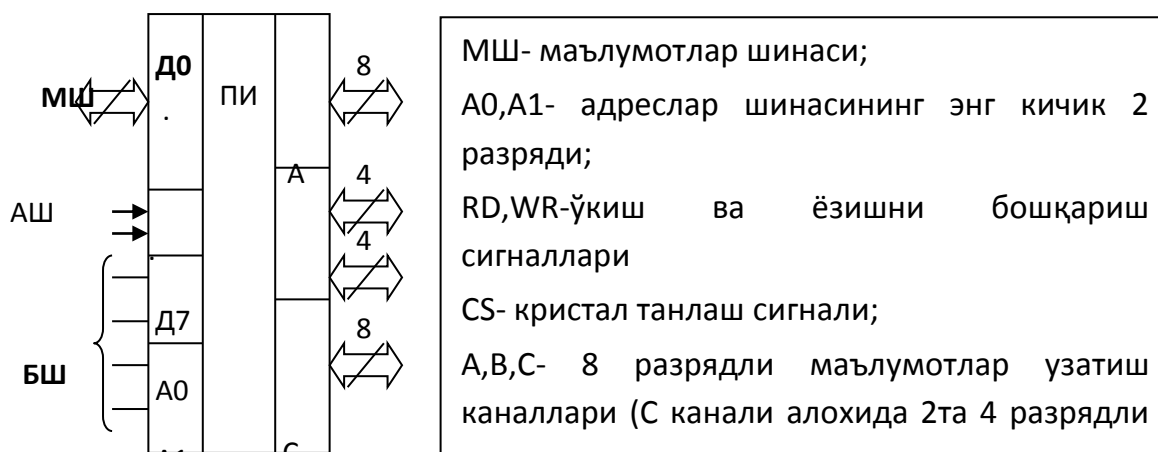 Д0
МШ
.
ПИ
8
А
4
АШ
4
.
Д7
8
БШ
А0
С
МШ- маълумотлар шинаси;
А0,А1- адреслар шинасининг энг кичик 2
разряди;
RD,WR-ўкиш ва ёзишни бошқариш
сигналлари
CS- кристал танлаш сигнали;
А,В,С- 8 разрядли маълумотлар узатиш
каналлари (С канали алохида 2та 4 разрядли